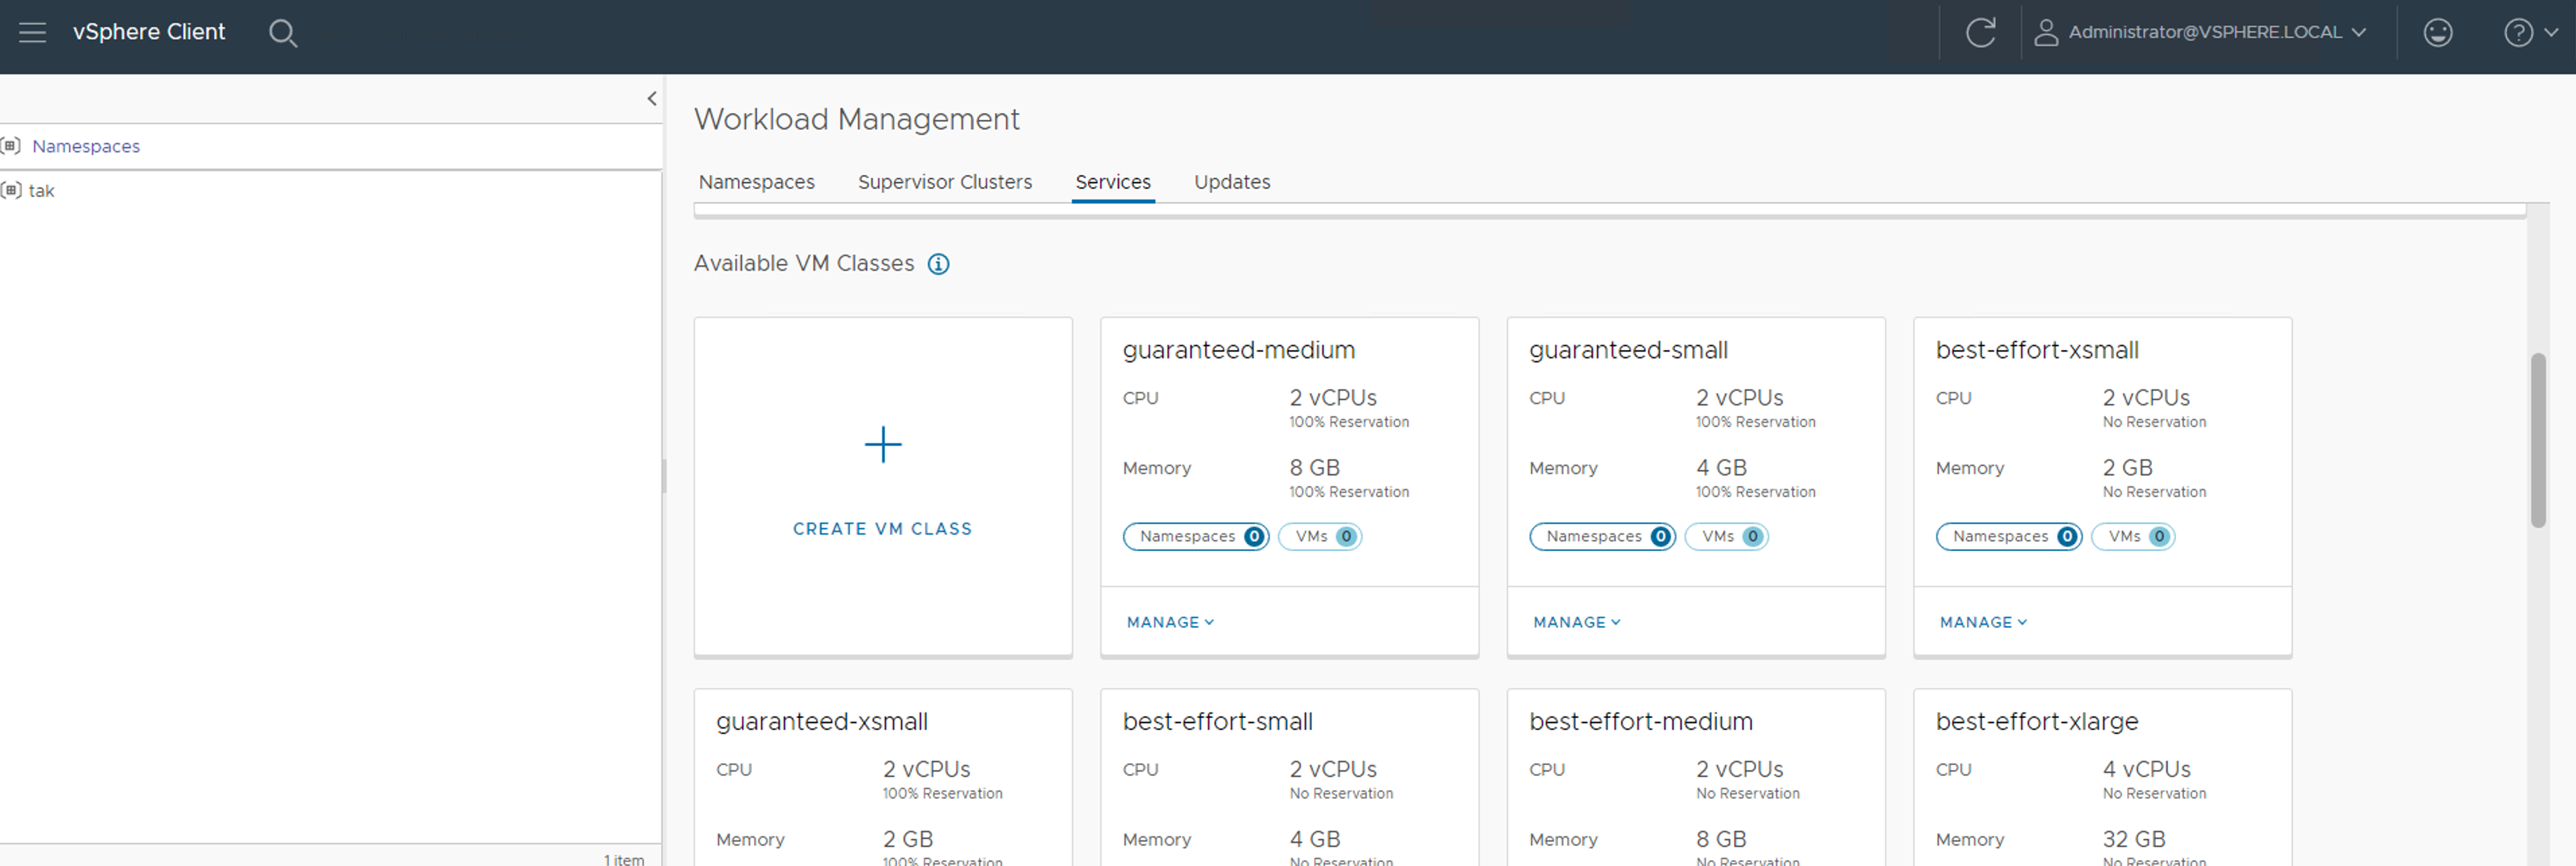 vSphere Client
Administrator@VSPHERE.LOCAL
Namespaces
tak
1 item
Workload Management
Namespaces Supervisor Clusters Services Updates
Available VM Classes
CREATE VM CLASS
guaranteed-medium
CPU 2 vCPUs
100% Reservation
Memory 8 GB
100% Reservation
Namespaces 0 VMs 0
MANAGE
guaranteed-small
CPU 2 vCPUs
100% Reservation
Memory 4 GB
100% Reservation
Namespaces 0 VMs 0
MANAGE
best-effort-xsmall
CPU 2 vCPUs
No Reservation
Memory 2 GB
No Reservation
Namespaces 0 VMs 0
MANAGE
guaranteed-xsmall
CPU 2 vCPUs
100% Reservation
Memory 2 GB
100% Reservation
best-effort-small
CPU 2 vCPUs
No Reservation
Memory 4 GB
No Reservation
best-effort-medium
CPU 2 vCPUs
No Reservation
Memory 8 GB
No Reservation
best-effort-xlarge
CPU 4 vCPUs
No Reservation
Memory 32 GB
No Reservation